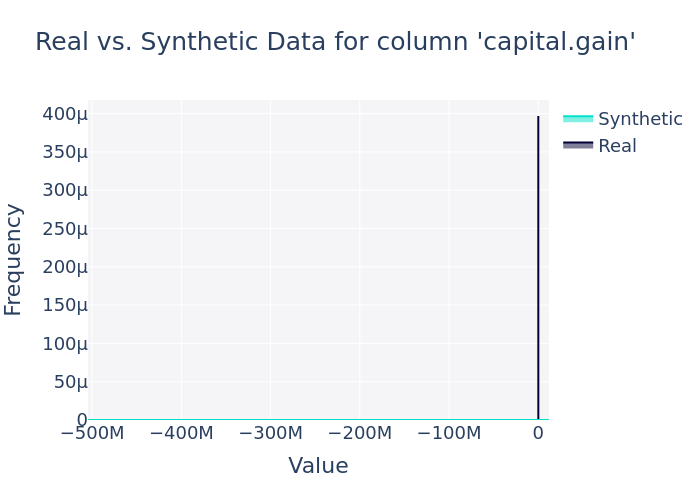 Real vs. Synthetic Data for column 'capital.gain'
Synthetic
Real
Frequency
400μ
350μ
300μ
250μ
200μ
150μ
100μ
50μ
0
−500M −400M −300M −200M −100M 0
Value